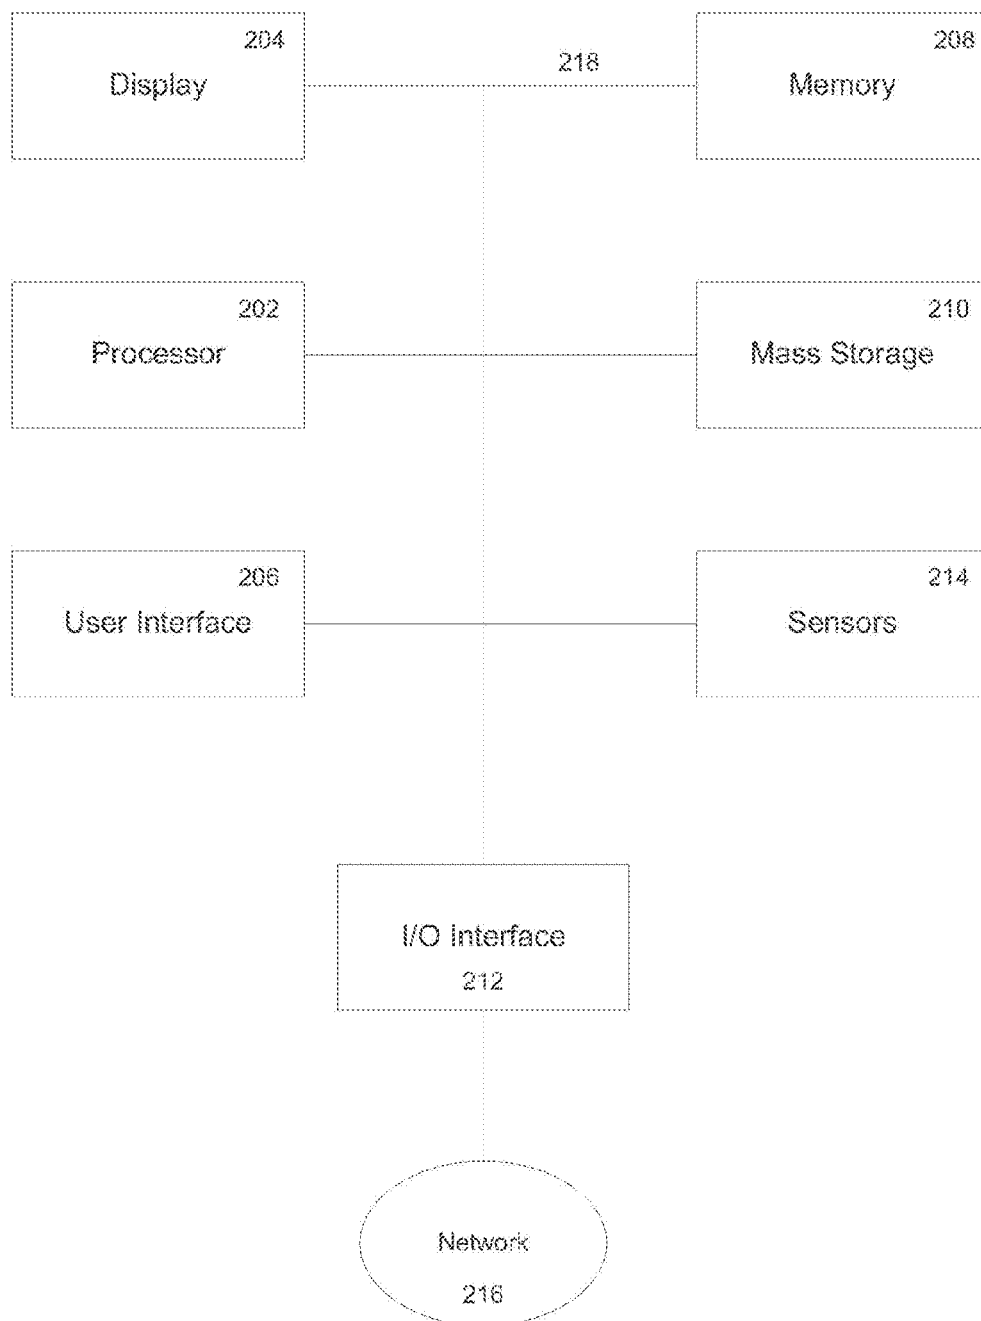 204
Display
218
208
Memory
202
Processor
210
Mass Storage
206
User Interface
214
Sensors
I/O Interface
212
Network
216